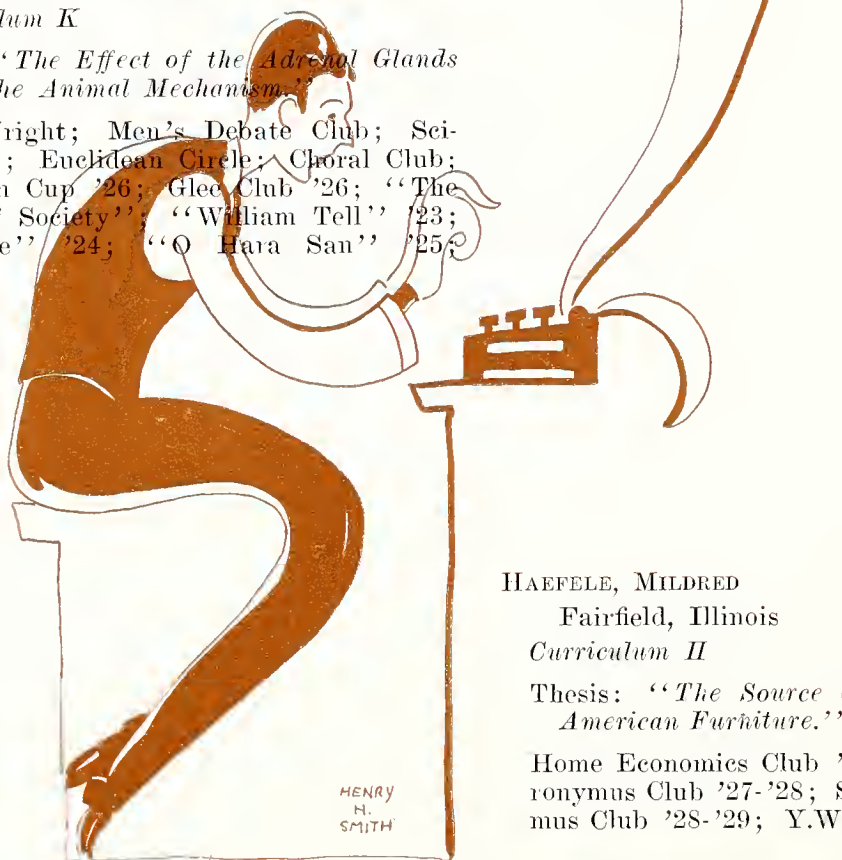 lum K
"The Effect of the Adrenal Glands
he Animal Mechanism."
right; Men's Debate Club; Sci-
; Euclidean Circle; Choral Club;
n Cup '26; Glee Club '26; "The
f Society"; "William Tell" '23;
e" '24; "O Hara San" '25;
HAEFELE, MILDRED
Fairfield, Illinois
Curriculum II
Thesis: "The Source
American Furniture."
Home Economics Club '
ronymus Club '27-'28; S
mus Club '28-'29; Y.W
HENRY
H.
SMITH